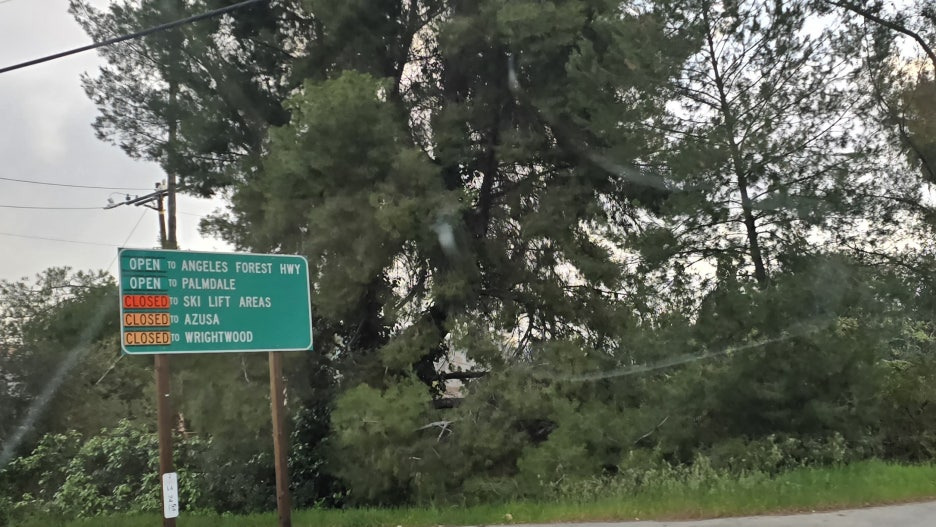 OPEN TO ANGELES FOREST HWY
OPEN TO PALMDALE
CLOSED TO SKI LIFT AREAS
CLOSED TO AZUSA
CLOSED TO WRIGHTWOOD